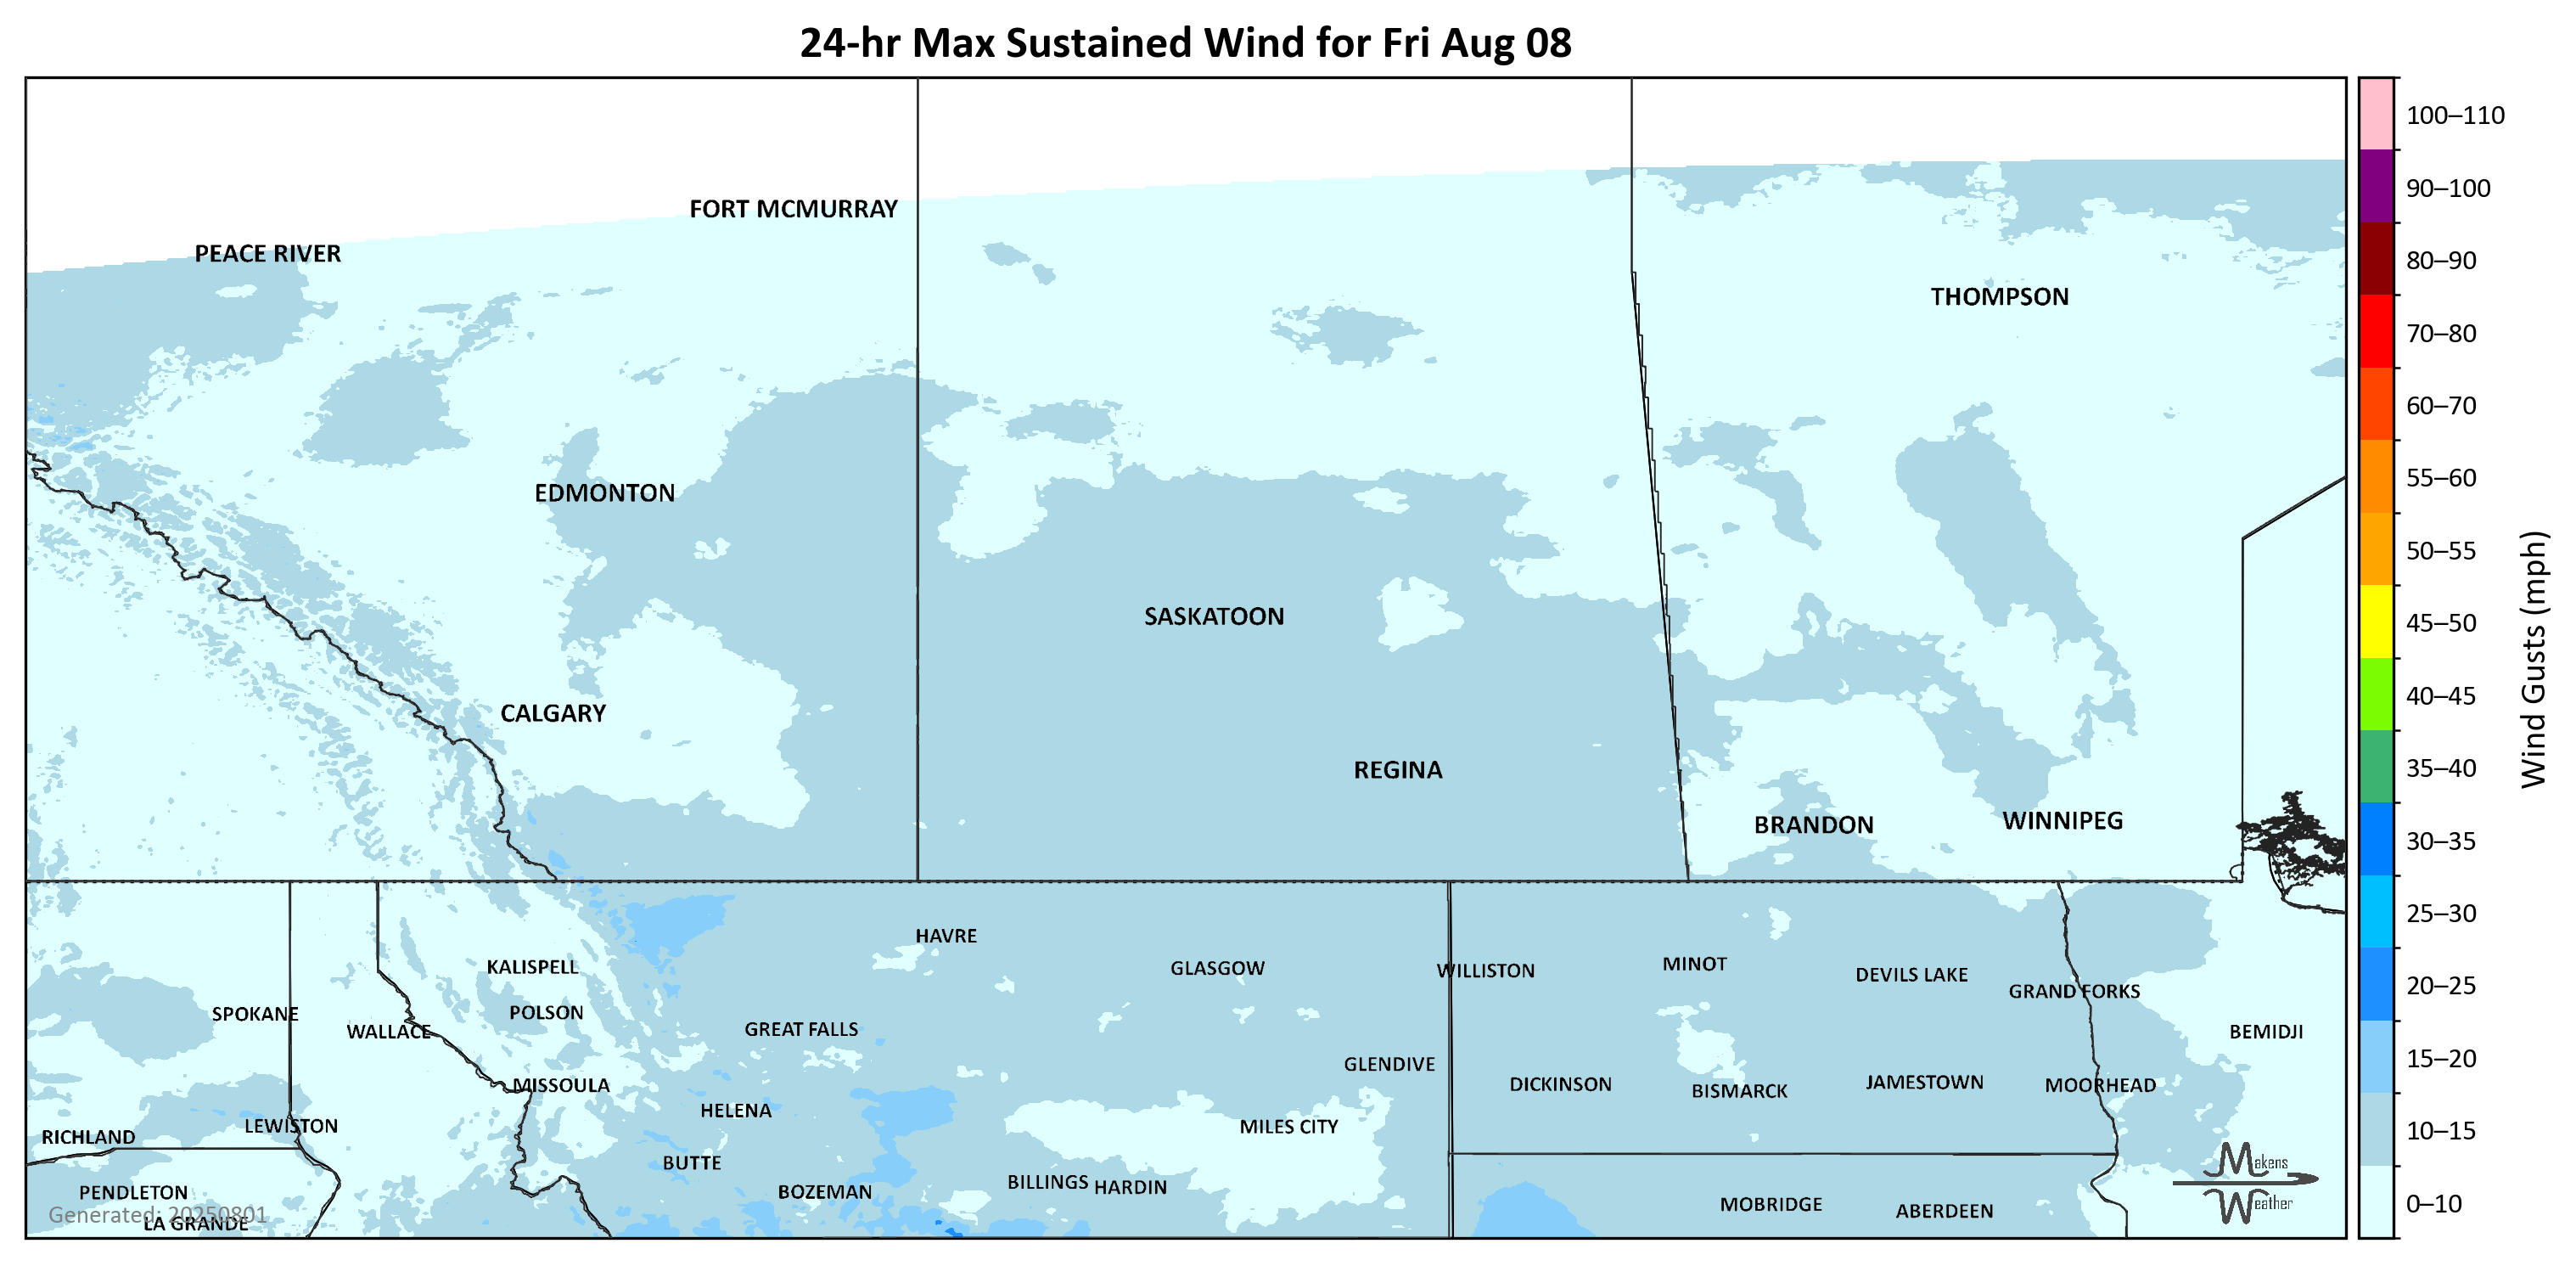 24-hr Max Sustained Wind for Fri Aug 08
FORT MCMURRAY
PEACE RIVER
THOMPSON
EDMONTON
SASKATOON
CALGARY
REGINA
BRANDON
WINNIPEG
HAVRE
KALISPELL
GLASGOW
WILLISTON
MINOT
DEVILS LAKE
GRAND FORKS
SPOKANE
POLSON
WALLACE
GREAT FALLS
BEMIDJI
GLENDIVE
MISSOULA
DICKINSON
BISMARCK
JAMESTOWN
MOORHEAD
HELENA
LEWISTON
MILES CITY
RICHLAND
BUTTE
BILLINGS
HARDIN
PENDLETON
BOZEMAN
MOBRIDGE
ABERDEEN
LA GRANDE
Generated: 20250801
Makens
Weather
100–110
90–100
80–90
70–80
60–70
55–60
50–55
45–50
40–45
35–40
30–35
25–30
20–25
15–20
10–15
0–10
Wind Gusts (mph)